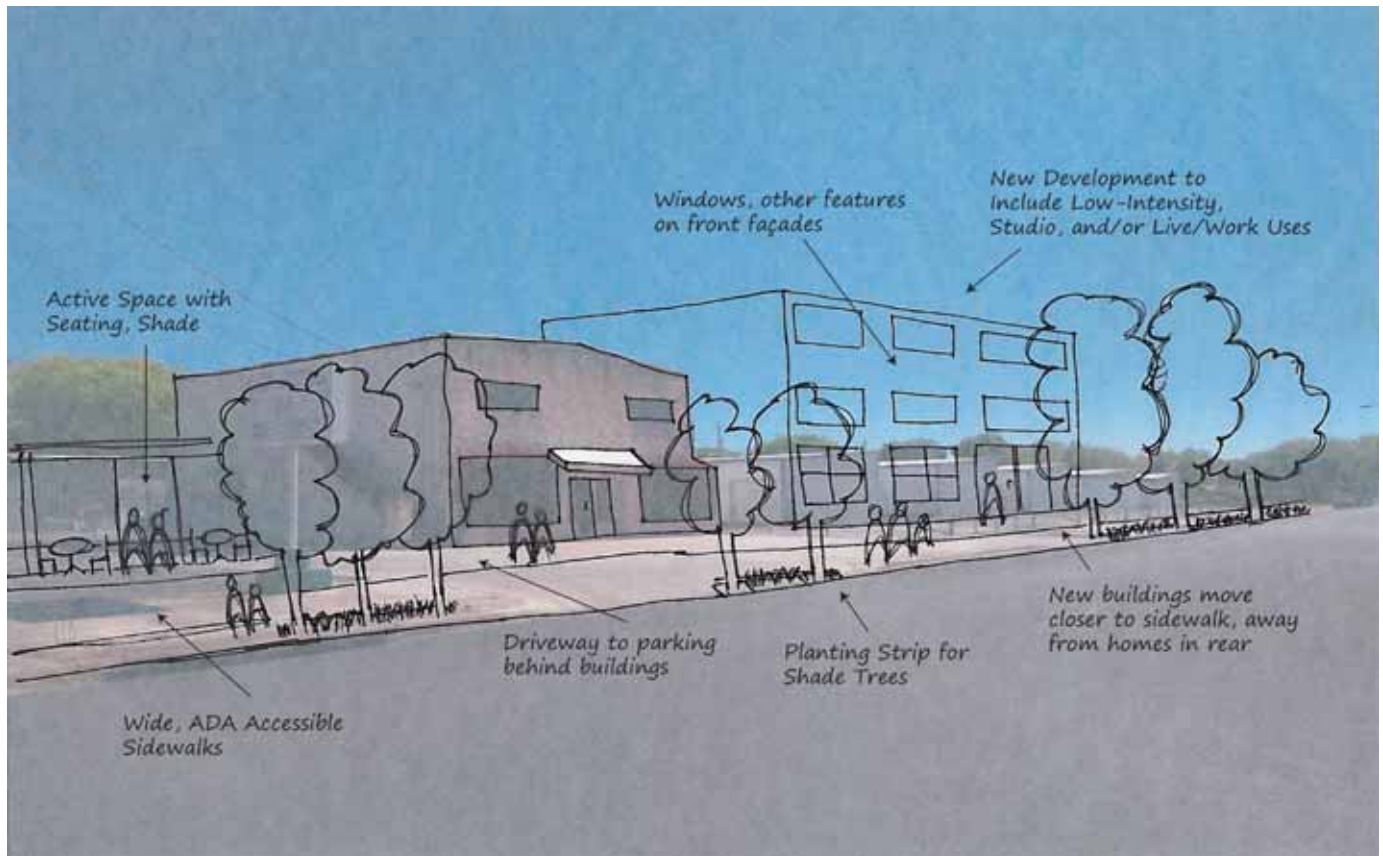 New Development to
Include Low-Intensity,
Studio, and/or Live/Work Uses
Windows, other features
on front façades
Active Space with
Seating, Shade
Driveway to parking
behind buildings
Planting Strip for
Shade Trees
New buildings move
closer to sidewalk, away
from homes in rear
Wide, ADA Accessible
Sidewalks